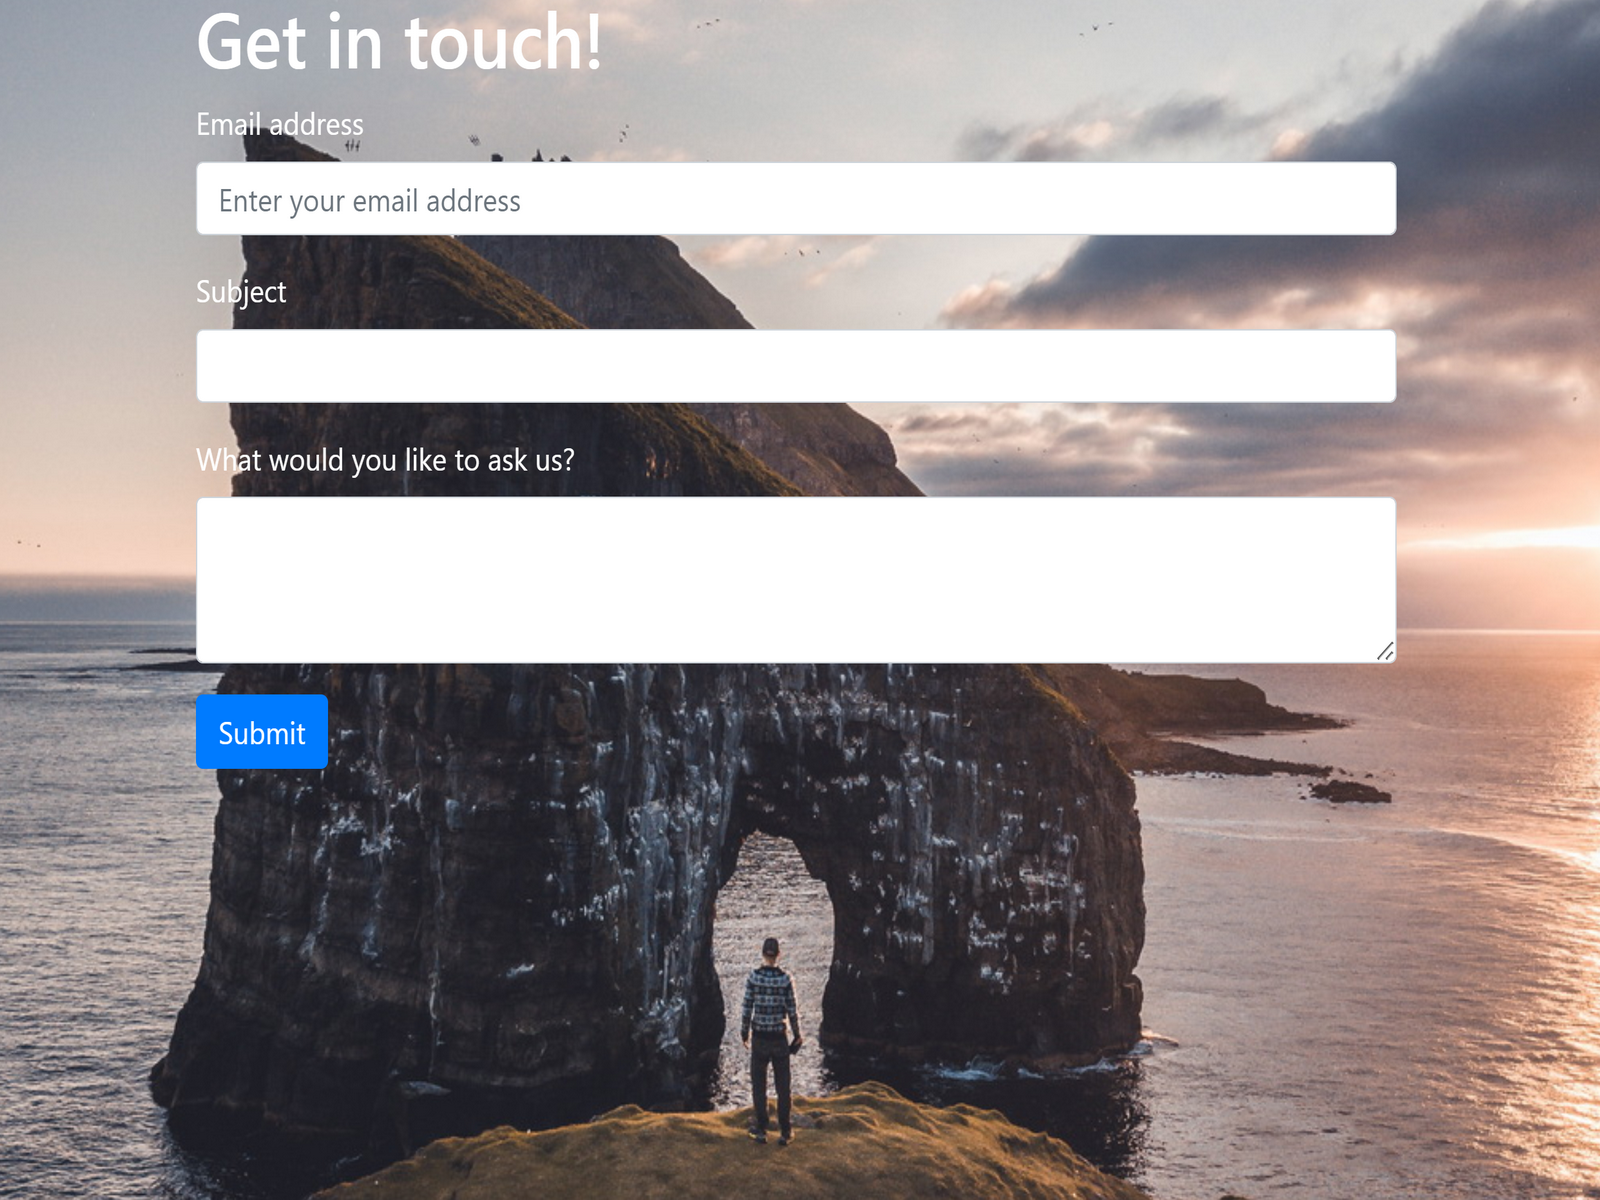 Get in touch!
Email address
Enter your email address
Subject
What would you like to ask us?
Submit